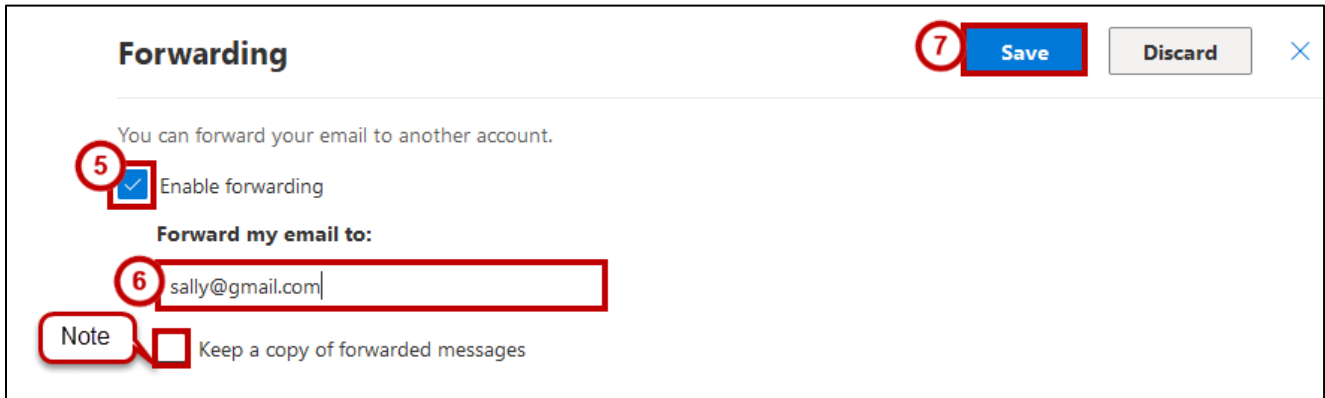 Forwarding
7
Save
Discard
You can forward your email to another account.
5
Enable forwarding
Forward my email to:
6
sally@gmail.com
Note
Keep a copy of forwarded messages